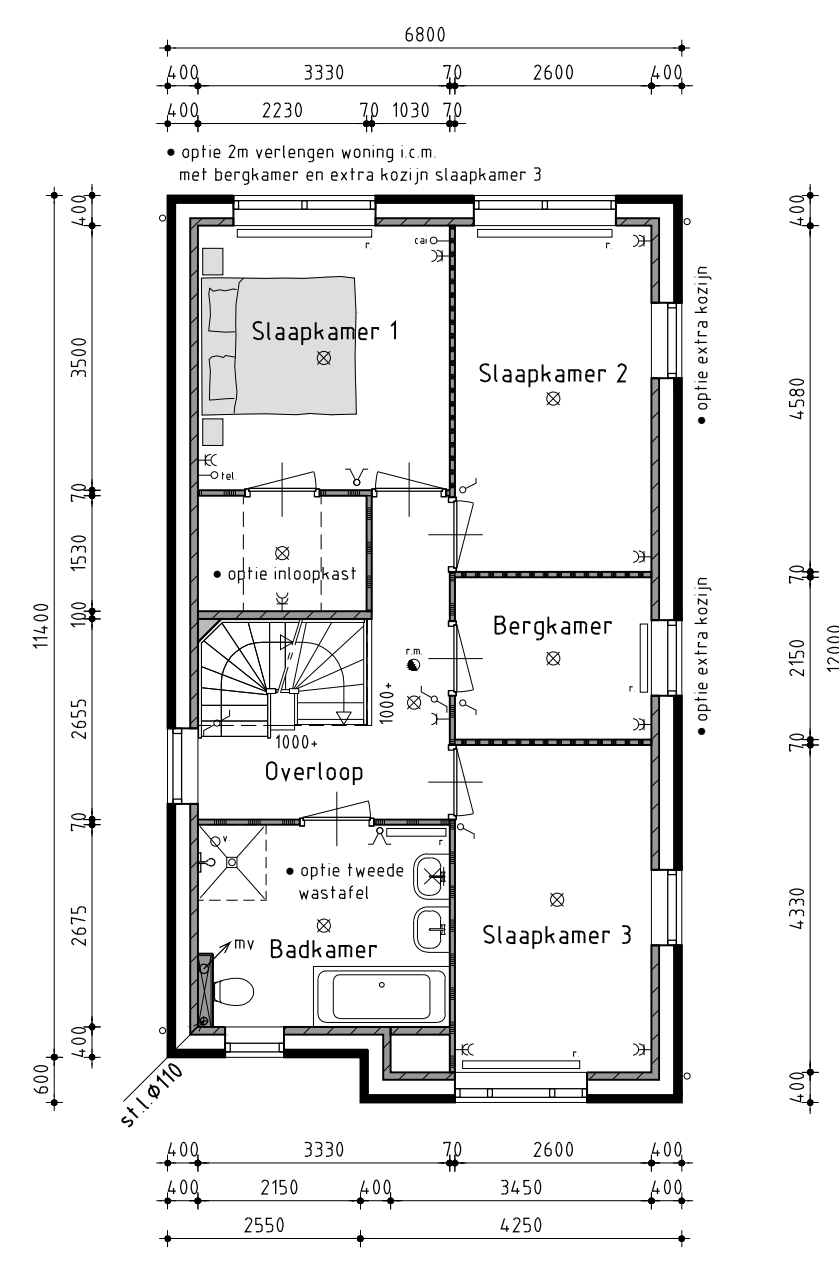 6800
400 3330 70 2600 400
400 2230 70 1030 70
• optie 2m verlengen woning i.c.m.
met bergkamer en extra kozijn slaapkamer 3
400
3500
70
1530
100
2655
70
2675
400
11400
600
400
4580
70
2150
70
4330
400
12000
• optie extra kozijn
• optie extra kozijn
r.
cai
r.
Slaapkamer 1
Slaapkamer 2
tel.
• optie inloopkast
Bergkamer
r.m.
r.
1000+
1000+
Overloop
v.
r.
• optie tweede
wastafel
mv
Badkamer
Slaapkamer 3
r.
st.l.ø110
400 3330 70 2600 400
400 2150 400 3450 400
2550 4250